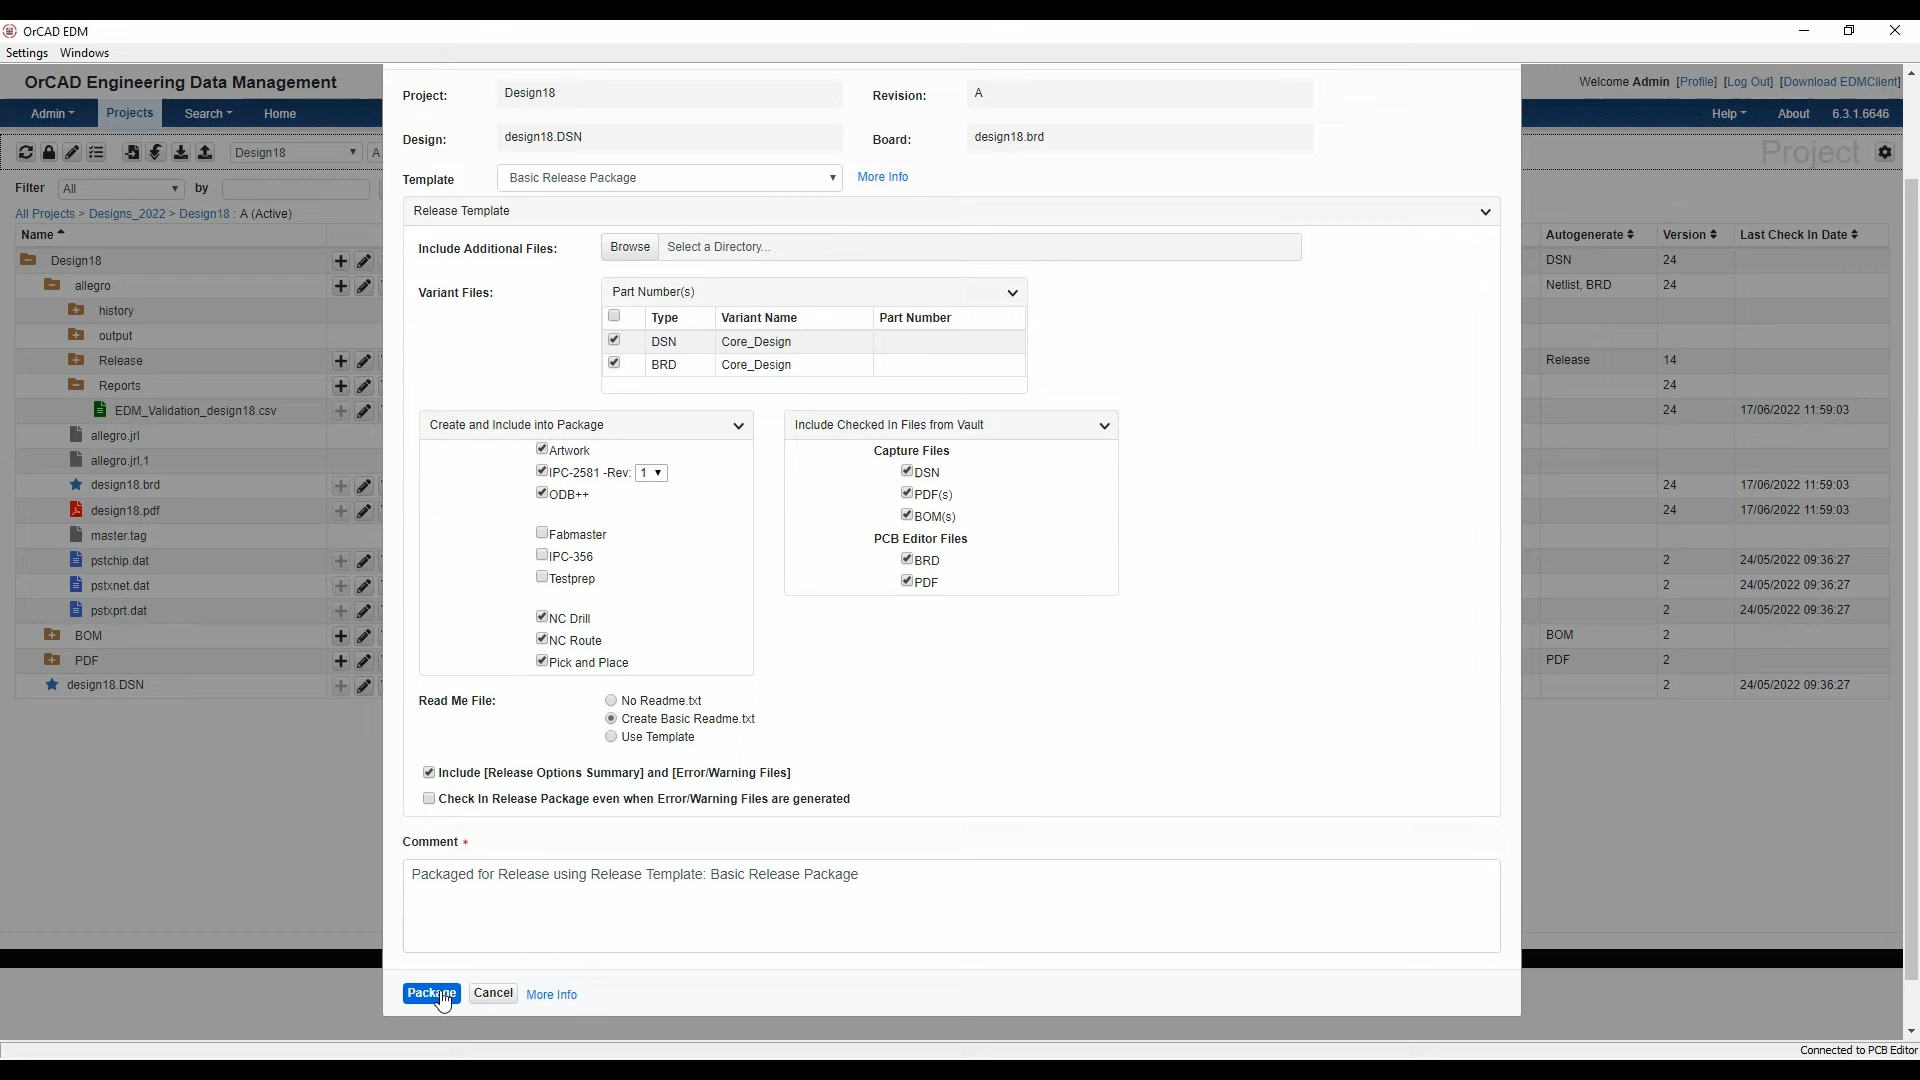 OrCAD EDM
Settings Windows
OrCAD Engineering Data Management
Welcome Admin [Profile] [Log Out] [Download EDMClient]
Admin Projects Search Home
Help About 6.3.1.6646
Design18 A
Project
Filter All by
All Projects > Designs_2022 > Design18 : A (Active)
Name
Design18
allegro
history
output
Release
Reports
EDM_Validation_design18.csv
allegro.jrl
allegro.jrl,1
design18.brd
design18.pdf
master.tag
pstchip.dat
pstxnet.dat
pstxprt.dat
BOM
PDF
design18.DSN
Project: Design18 Revision: A
Design: design18.DSN Board: design18.brd
Template Basic Release Package More Info
Release Template
Include Additional Files: Browse Select a Directory...
Variant Files: Part Number(s)
Type Variant Name Part Number
DSN Core_Design
BRD Core_Design
Create and Include into Package
Artwork
IPC-2581 -Rev: 1
ODB++
Fabmaster
IPC-356
Testprep
NC Drill
NC Route
Pick and Place
Include Checked In Files from Vault
Capture Files
DSN
PDF(s)
BOM(s)
PCB Editor Files
BRD
PDF
Read Me File: No Readme.txt
Create Basic Readme.txt
Use Template
Include [Release Options Summary] and [Error/Warning Files]
Check In Release Package even when Error/Warning Files are generated
Comment *
Packaged for Release using Release Template: Basic Release Package
Package Cancel More Info
Autogenerate Version Last Check In Date
DSN 24
Netlist, BRD 24
Release 14
24
24 17/06/2022 11:59:03
24 17/06/2022 11:59:03
24 17/06/2022 11:59:03
2 24/05/2022 09:36:27
2 24/05/2022 09:36:27
2 24/05/2022 09:36:27
BOM 2
PDF 2
2 24/05/2022 09:36:27
Connected to PCB Editor